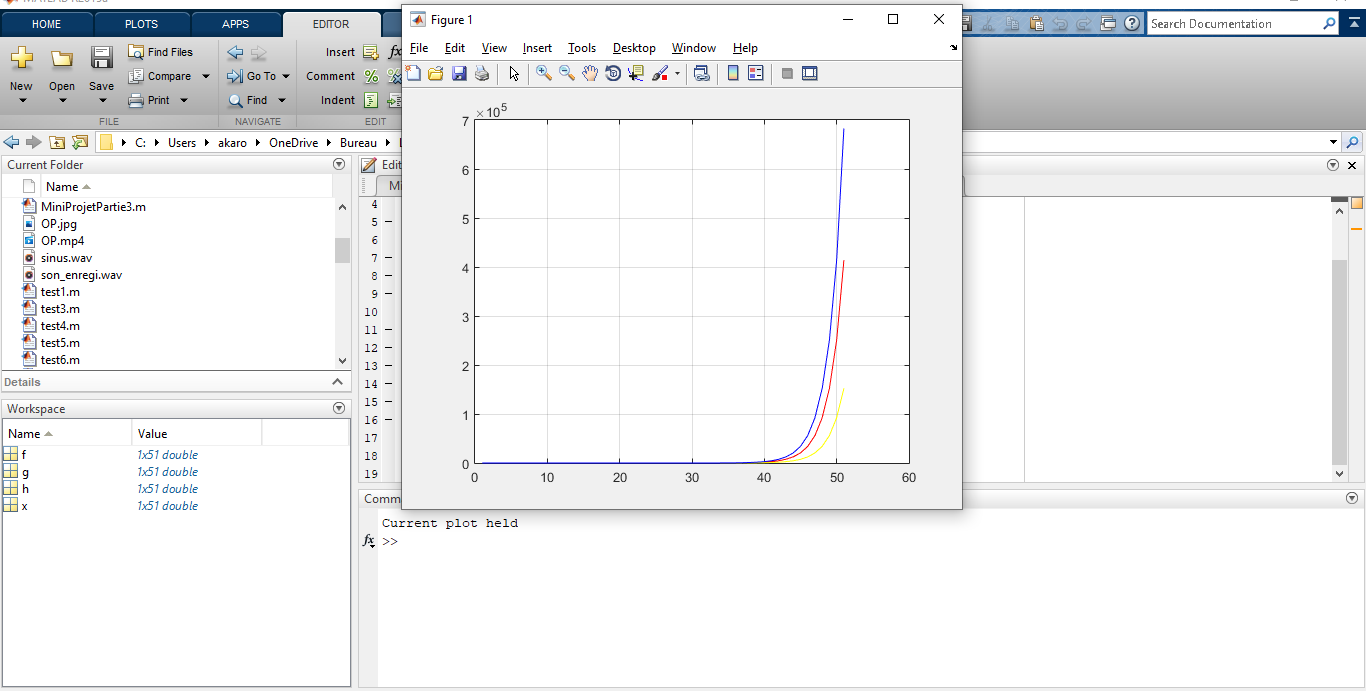 HOME PLOTS APPS EDITOR
Figure 1
Search Documentation
File Edit View Insert Tools Desktop Window Help
New Open Save
Find Files
Compare
Print
Go To
Find
Insert fx
Comment
Indent
FILE NAVIGATE EDIT
C: Users akaro OneDrive Bureau
Current Folder
Name
MiniProjetPartie3.m
OP.jpg
OP.mp4
sinus.wav
son_enregi.wav
test1.m
test3.m
test4.m
test5.m
test6.m
Details
Workspace
Name Value
f 1x51 double
g 1x51 double
h 1x51 double
x 1x51 double
Edit
Mi
4
5
6
7
8
9
10
11
12
13
14
15
16
17
18
19
×10^5
7
6
5
4
3
2
1
0
0 10 20 30 40 50 60
Comm
Current plot held
fx >>